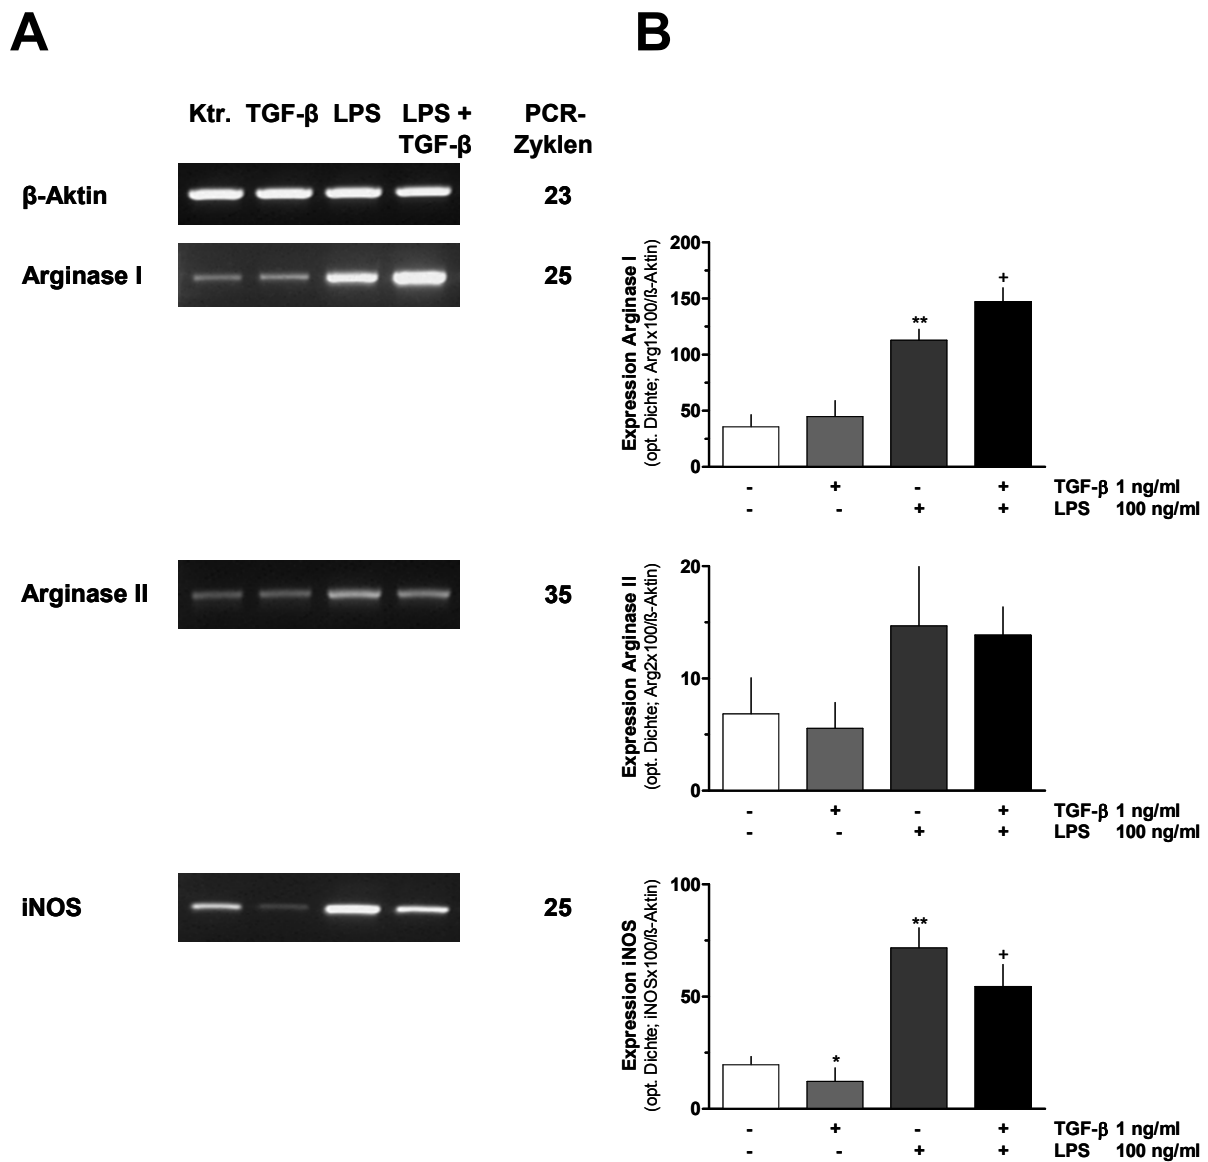 A
B
Ktr. TGF-β LPS LPS + TGF-β
PCR-Zyklen
β-Aktin 23
Arginase I 25
Arginase II 35
iNOS 25
Expression Arginase I
(opt. Dichte; Arg1x100/ß-Aktin)
200
150
100
50
0
**
+
- + - + TGF-β 1 ng/ml
- - + + LPS 100 ng/ml
Expression Arginase II
(opt. Dichte; Arg2x100/ß-Aktin)
20
10
0
- + - + TGF-β 1 ng/ml
- - + + LPS 100 ng/ml
Expression iNOS
(opt. Dichte; iNOSx100/ß-Aktin)
100
50
0
*
**
+
- + - + TGF-β 1 ng/ml
- - + + LPS 100 ng/ml